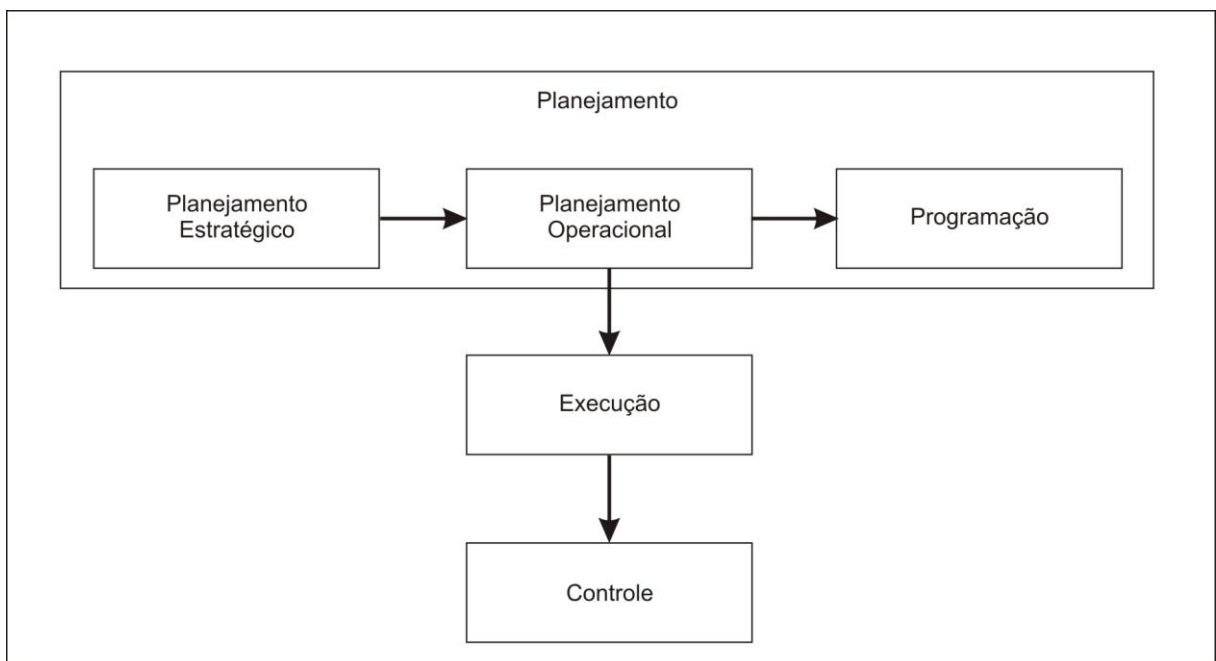 Planejamento
Planejamento
Estratégico
Planejamento
Operacional
Programação
Execução
Controle